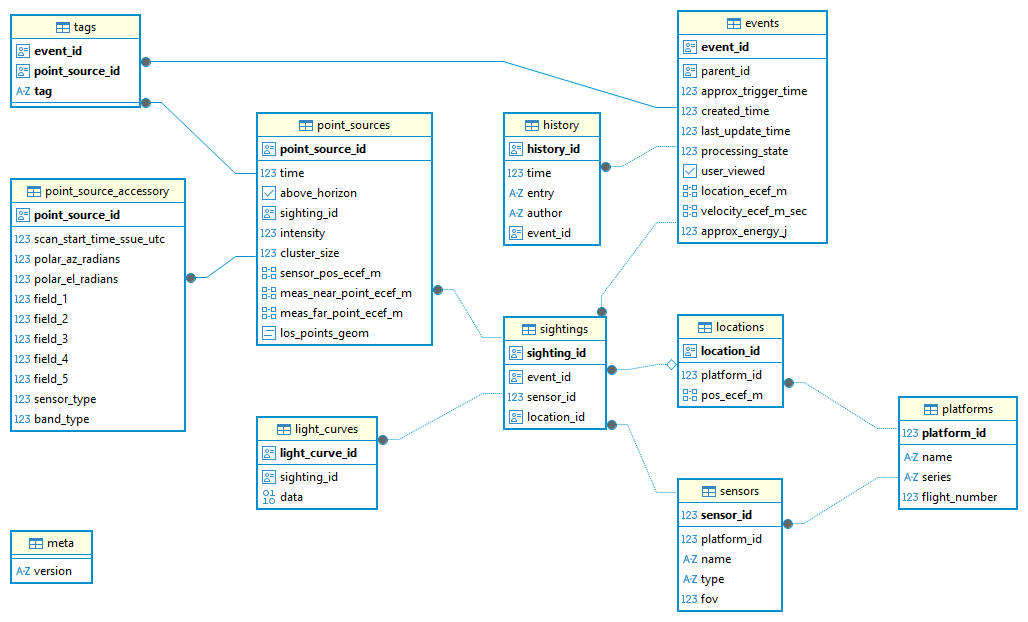 tags
event_id
point_source_id
A-Z tag
events
event_id
parent_id
123 approx_trigger_time
123 created_time
123 last_update_time
123 processing_state
user_viewed
location_ecef_m
velocity_ecef_m_sec
123 approx_energy_j
point_sources
point_source_id
123 time
above_horizon
sighting_id
123 intensity
123 cluster_size
sensor_pos_ecef_m
meas_near_point_ecef_m
meas_far_point_ecef_m
los_points_geom
history
history_id
123 time
A-Z entry
A-Z author
event_id
point_source_accessory
point_source_id
123 scan_start_time_ssue_utc
123 polar_az_radians
123 polar_el_radians
123 field_1
123 field_2
123 field_3
123 field_4
123 field_5
123 sensor_type
123 band_type
sightings
sighting_id
event_id
123 sensor_id
location_id
locations
location_id
123 platform_id
pos_ecef_m
platforms
123 platform_id
A-Z name
A-Z series
123 flight_number
light_curves
light_curve_id
sighting_id
01
10 data
sensors
123 sensor_id
123 platform_id
A-Z name
A-Z type
123 fov
meta
A-Z version